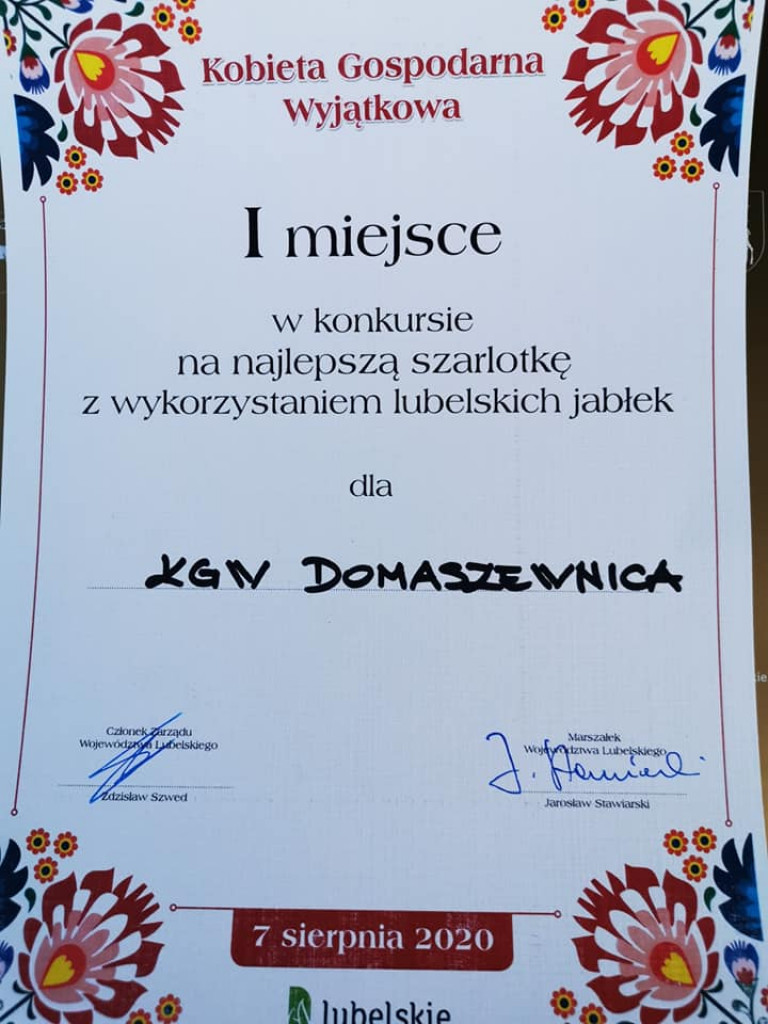 Kobieta Gospodarna
Wyjątkowa
I miejsce
w konkursie
na najlepszą szarlotkę
z wykorzystaniem lubelskich jabłek
dla
KGW DOMASZEWNICA
Członek Zarządu
Województwa Lubelskiego
Zdzisław Szwed
Marszałek
Województwa Lubelskiego
J. Stawiarski
Jarosław Stawiarski
7 sierpnia 2020
lubelskie